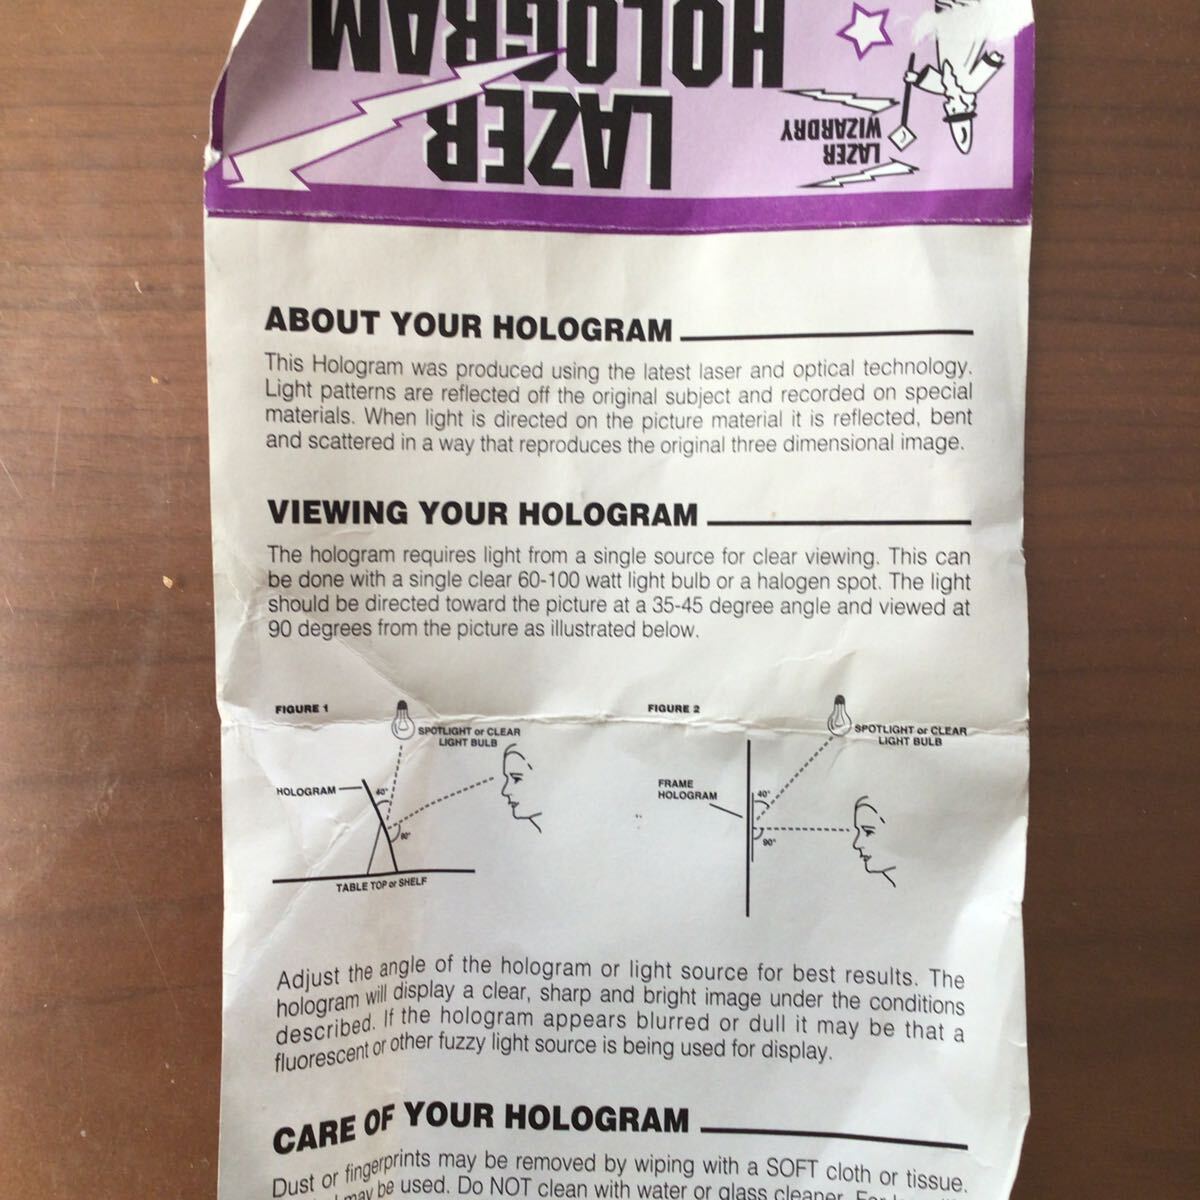 LAZER
HOLOGRAM
LAZER
WIZARDRY
ABOUT YOUR HOLOGRAM
This Hologram was produced using the latest laser and optical technology.
Light patterns are reflected off the original subject and recorded on special
materials. When light is directed on the picture material it is reflected, bent
and scattered in a way that reproduces the original three dimensional image.
VIEWING YOUR HOLOGRAM
The hologram requires light from a single source for clear viewing. This can
be done with a single clear 60-100 watt light bulb or a halogen spot. The light
should be directed toward the picture at a 35-45 degree angle and viewed at
90 degrees from the picture as illustrated below.
FIGURE 1
SPOTLIGHT or CLEAR
LIGHT BULB
HOLOGRAM
40°
90°
TABLE TOP or SHELF
FIGURE 2
SPOTLIGHT or CLEAR
LIGHT BULB
FRAME
HOLOGRAM
40°
90°
Adjust the angle of the hologram or light source for best results. The
hologram will display a clear, sharp and bright image under the conditions
described. If the hologram appears blurred or dull it may be that a
fluorescent or other fuzzy light source is being used for display.
CARE OF YOUR HOLOGRAM
Dust or fingerprints may be removed by wiping with a SOFT cloth or tissue.
may be used. Do NOT clean with water or glass cleaner.